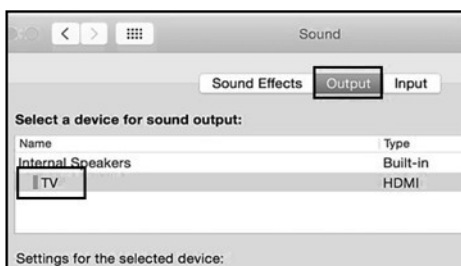 Sound
Sound Effects Output Input
Select a device for sound output:
Name Type
Internal Speakers Built-in
TV HDMI
Settings for the selected device: